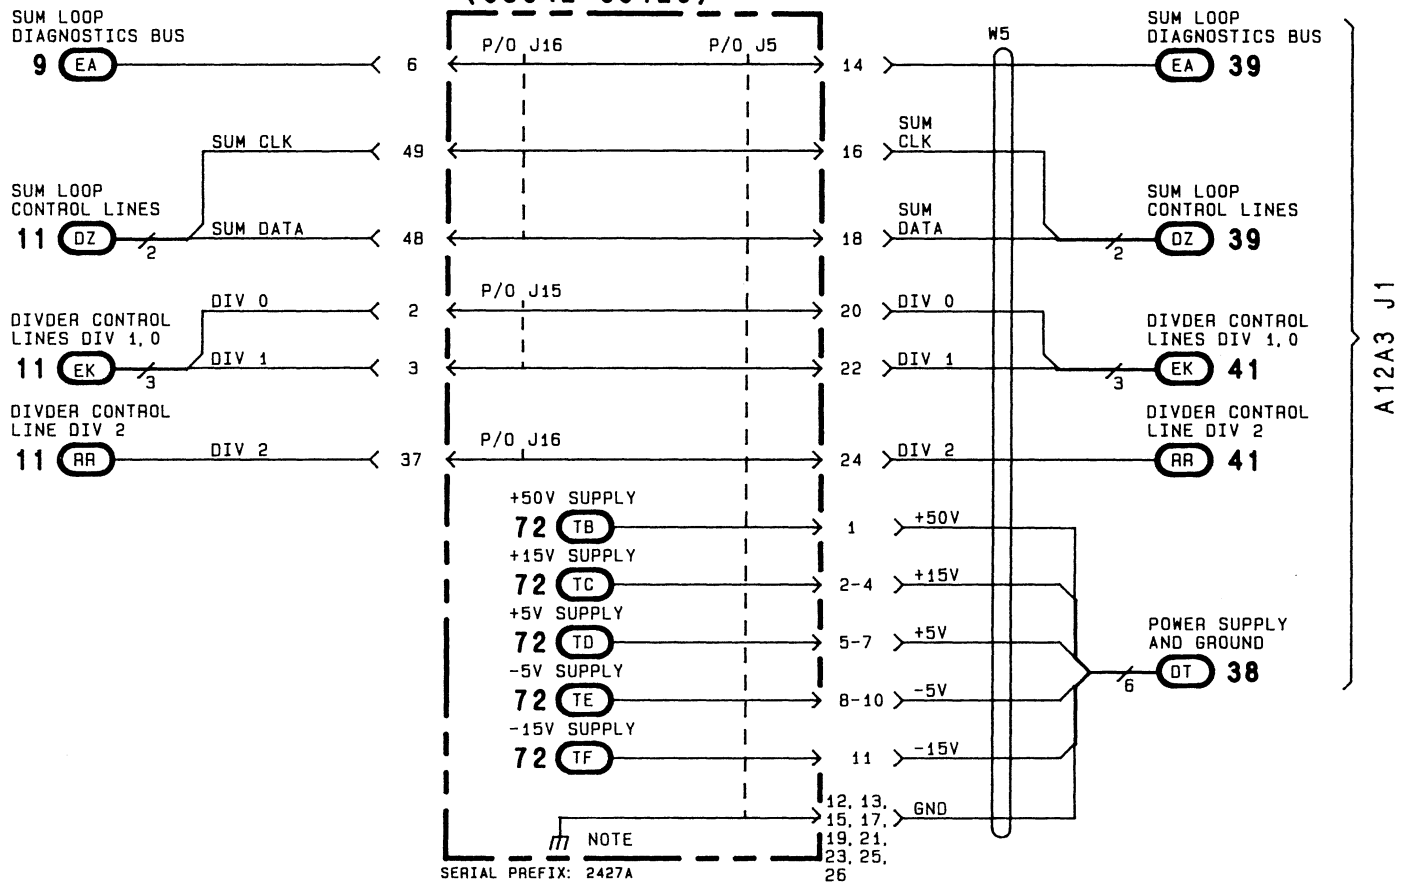 SUM LOOP
DIAGNOSTICS BUS
9 EA
6
P/O J16
P/O J5
14
W5
SUM LOOP
DIAGNOSTICS BUS
EA 39
SUM CLK
49
16
SUM
CLK
SUM LOOP
CONTROL LINES
11 DZ
2
SUM DATA
48
18
SUM
DATA
SUM LOOP
CONTROL LINES
2
DZ 39
DIV 0
2
P/O J15
20
DIV 0
DIVDER CONTROL
LINES DIV 1,0
11 EK
3
DIV 1
3
22
DIV 1
DIVDER CONTROL
LINES DIV 1,0
3
EK 41
DIVDER CONTROL
LINE DIV 2
11 RR
DIV 2
37
P/O J16
24
DIV 2
DIVDER CONTROL
LINE DIV 2
RR 41
A12A3 J1
+50V SUPPLY
72 TB
1
+50V
+15V SUPPLY
72 TC
2-4
+15V
+5V SUPPLY
72 TD
5-7
+5V
POWER SUPPLY
AND GROUND
6
DT 38
-5V SUPPLY
72 TE
8-10
-5V
-15V SUPPLY
72 TF
11
-15V
NOTE
12, 13,
15, 17,
19, 21,
23, 25,
26
GND
SERIAL PREFIX: 2427A